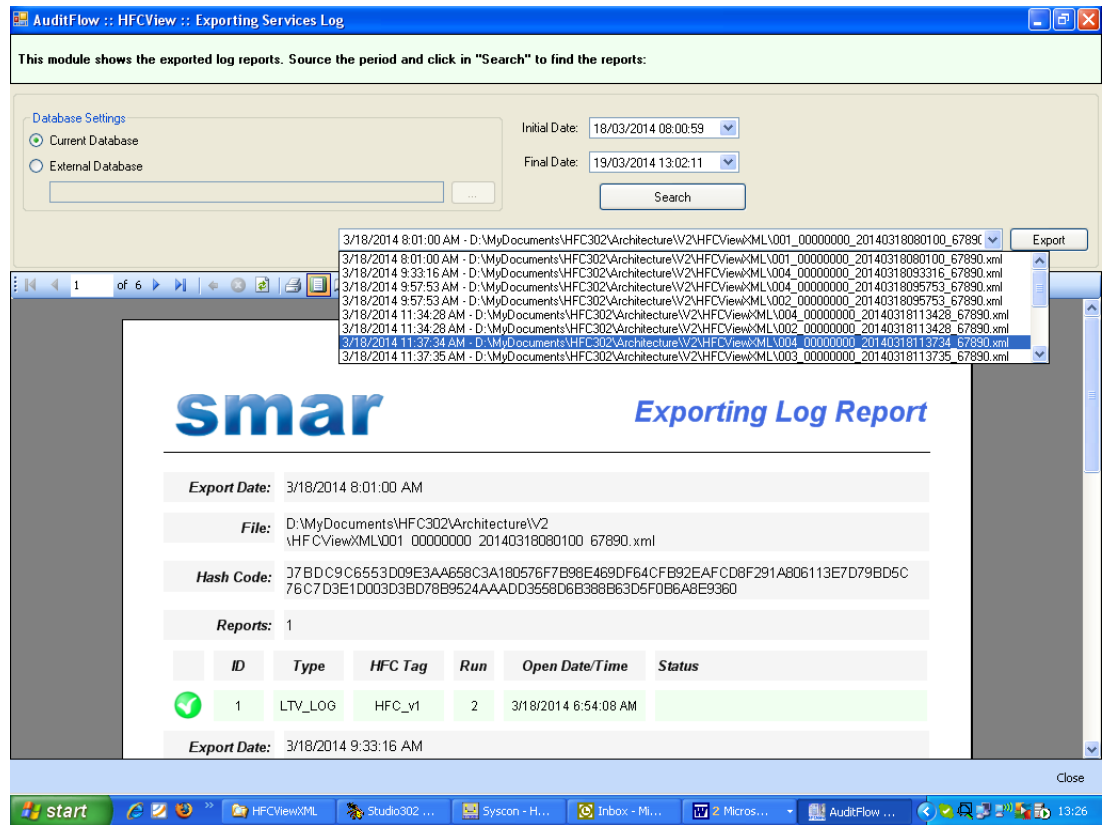 AuditFlow :: HFCView :: Exporting Services Log
This module shows the exported log reports. Source the period and click in "Search" to find the reports:
Database Settings
Current Database
External Database
...
Initial Date: 18/03/2014 08:00:59
Final Date: 19/03/2014 13:02:11
Search
3/18/2014 8:01:00 AM - D:\MyDocuments\HFC302\Architecture\V2\HFCViewXML\001_00000000_20140318080100_6789(
Export
3/18/2014 8:01:00 AM - D:\MyDocuments\HFC302\Architecture\V2\HFCViewXML\001_00000000_20140318080100_67890.xml
3/18/2014 9:33:16 AM - D:\MyDocuments\HFC302\Architecture\V2\HFCViewXML\004_00000000_20140318093316_67890.xml
3/18/2014 9:57:53 AM - D:\MyDocuments\HFC302\Architecture\V2\HFCViewXML\004_00000000_20140318095753_67890.xml
3/18/2014 9:57:53 AM - D:\MyDocuments\HFC302\Architecture\V2\HFCViewXML\002_00000000_20140318095753_67890.xml
3/18/2014 11:34:28 AM - D:\MyDocuments\HFC302\Architecture\V2\HFCViewXML\004_00000000_20140318113428_67890.xml
3/18/2014 11:34:28 AM - D:\MyDocuments\HFC302\Architecture\V2\HFCViewXML\002_00000000_20140318113428_67890.xml
3/18/2014 11:37:34 AM - D:\MyDocuments\HFC302\Architecture\V2\HFCViewXML\004_00000000_20140318113734_67890.xml
3/18/2014 11:37:35 AM - D:\MyDocuments\HFC302\Architecture\V2\HFCViewXML\003_00000000_20140318113735_67890.xml
1 of 6
smar Exporting Log Report
Export Date: 3/18/2014 8:01:00 AM
File: D:\MyDocuments\HFC302\Architecture\V2
\HFCViewXML\001_00000000_20140318080100_67890.xml
Hash Code: 07BDC9C6553D09E3AA658C3A180576F7B98E469DF64CFB92EAFCD8F291A806113E7D79BD5C
76C7D3E1D003D3BD78B9524AAADD3558D6B388B63D5F0B6A8E9360
Reports: 1
ID Type HFC Tag Run Open Date/Time Status
1 LTV_LOG HFC_v1 2 3/18/2014 6:54:08 AM
Export Date: 3/18/2014 9:33:16 AM
Close
start HFCViewXML Studio302 ... Syscon - H... Inbox - Mi... 2 Micros... AuditFlow ... 13:26